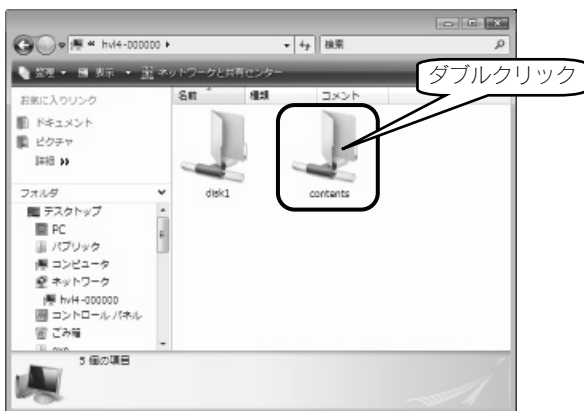 hvl4-000000
検索
整理 表示 ネットワークと共有センター
ダブルクリック
お気に入りリンク
ドキュメント
ピクチャ
詳細
名前 種類 コメント
disk1
contents
フォルダ
デスクトップ
PC
パブリック
コンピュータ
ネットワーク
hvl4-000000
コントロール パネル
ごみ箱
5 個の項目